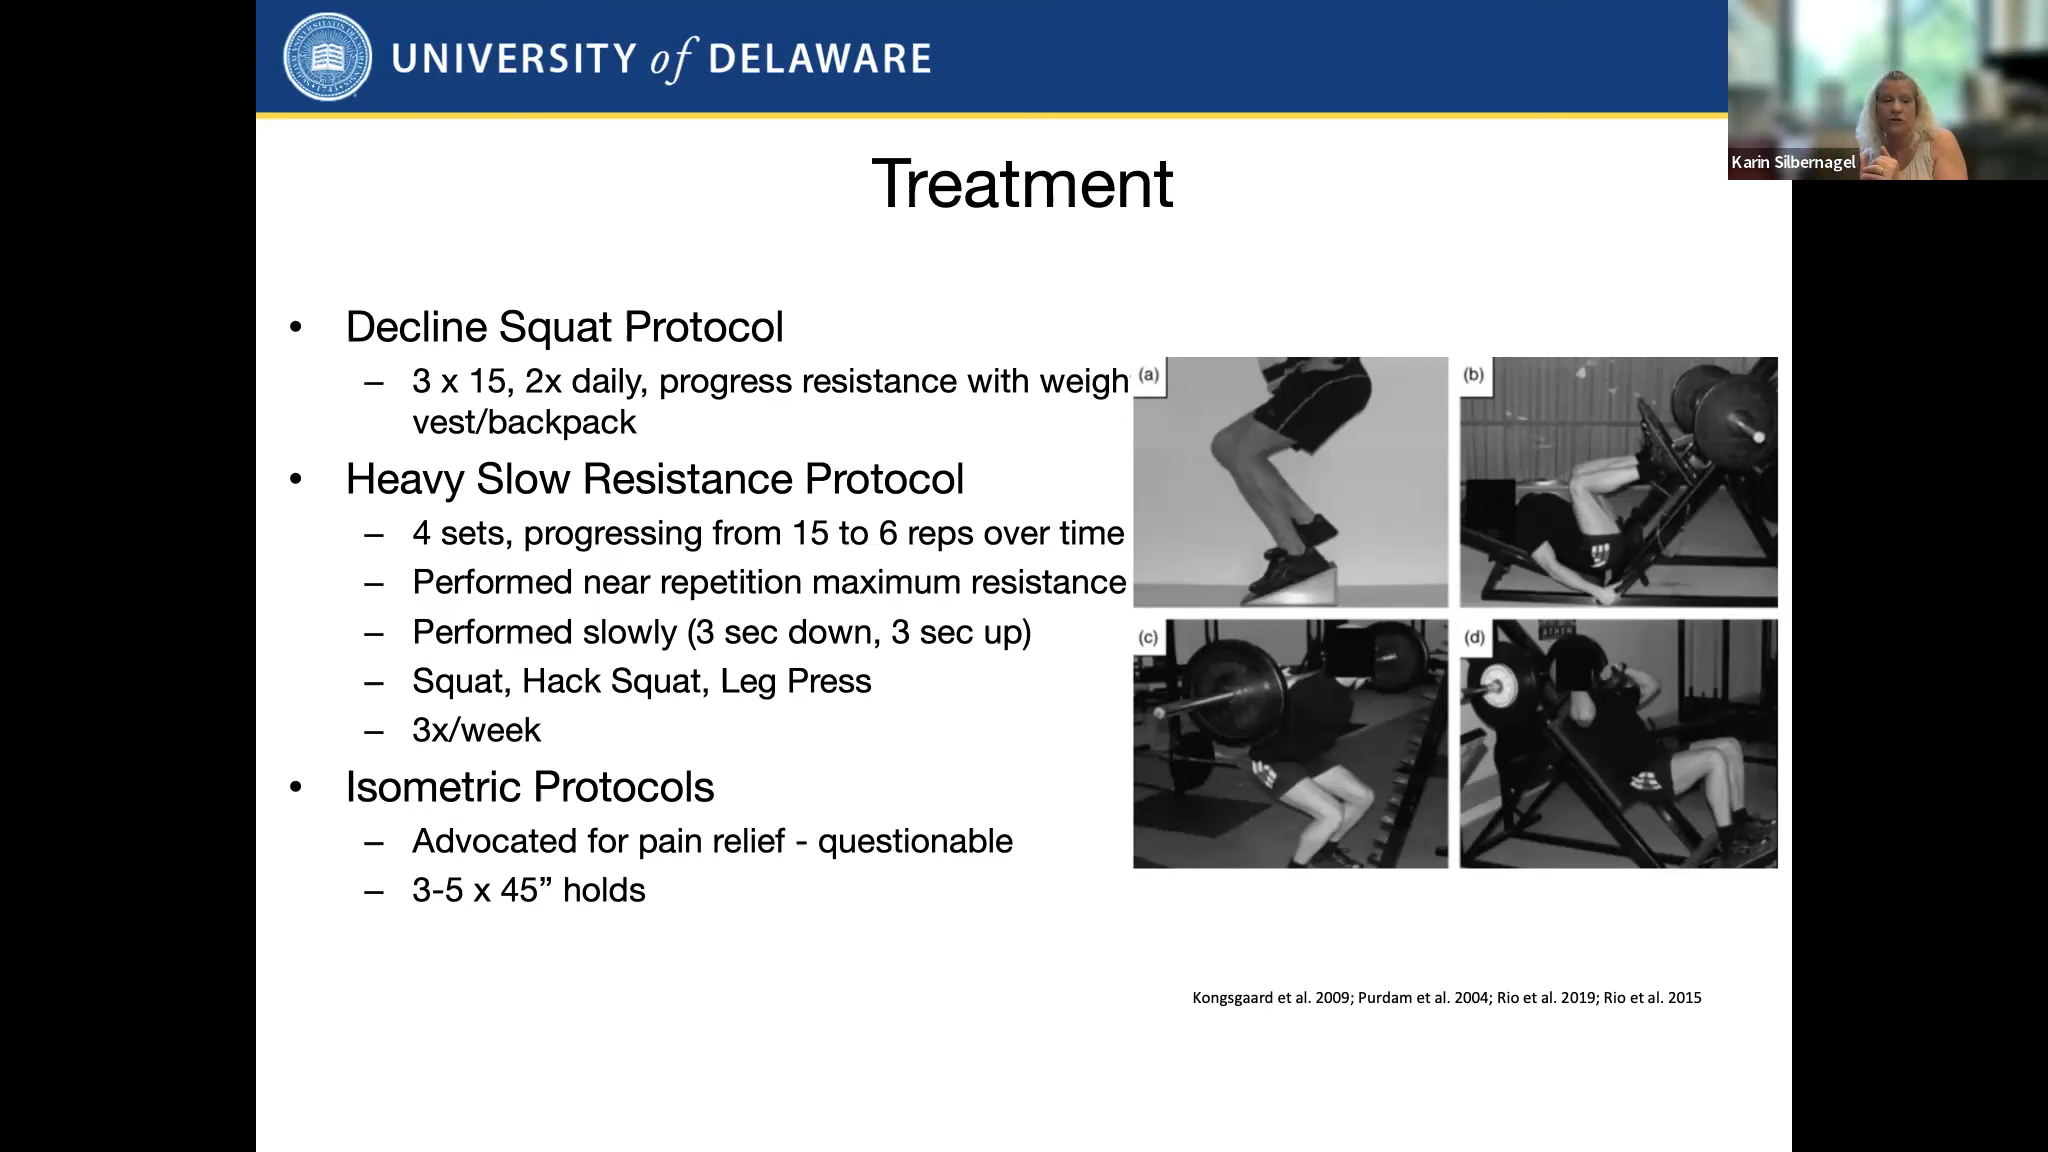 UNIVERSITY of DELAWARE
Karin Silbernagel
Treatment
• Decline Squat Protocol
– 3 x 15, 2x daily, progress resistance with weigh
vest/backpack
• Heavy Slow Resistance Protocol
– 4 sets, progressing from 15 to 6 reps over time
– Performed near repetition maximum resistance
– Performed slowly (3 sec down, 3 sec up)
– Squat, Hack Squat, Leg Press
– 3x/week
• Isometric Protocols
– Advocated for pain relief - questionable
– 3-5 x 45” holds
(a)
(b)
(c)
(d)
Kongsgaard et al. 2009; Purdam et al. 2004; Rio et al. 2019; Rio et al. 2015